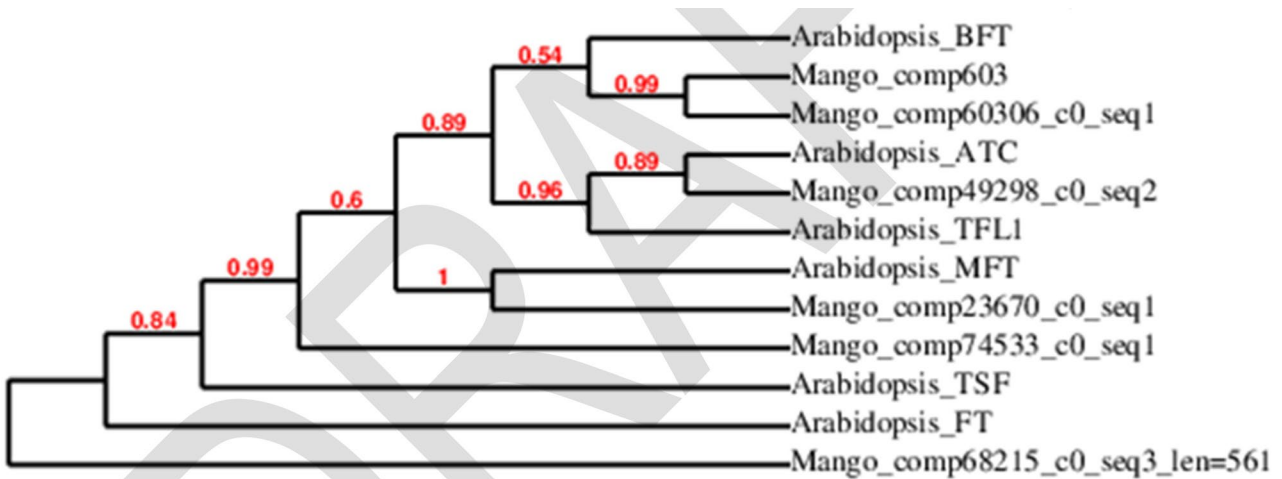 Arabidopsis_BFT
0.54
Mango_comp603
0.99
Mango_comp60306_c0_seq1
0.89
Arabidopsis_ATC
0.89
Mango_comp49298_c0_seq2
0.96
Arabidopsis_TFL1
0.6
Arabidopsis_MFT
1
Mango_comp23670_c0_seq1
0.99
Mango_comp74533_c0_seq1
0.84
Arabidopsis_TSF
Arabidopsis_FT
Mango_comp68215_c0_seq3_len=561